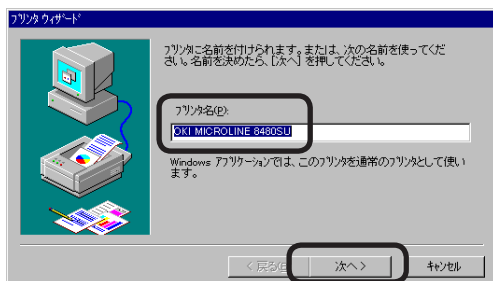 プリンタ ウィザード
プリンタに名前を付けられます。または、次の名前を使ってくだ
さい。名前を決めたら、[次へ] を押してください。
プリンタ名(P):
OKI MICROLINE 8480SU
Windows アプリケーションでは、このプリンタを通常のプリンタとして使い
ます。
< 戻る(B) 次へ > キャンセル